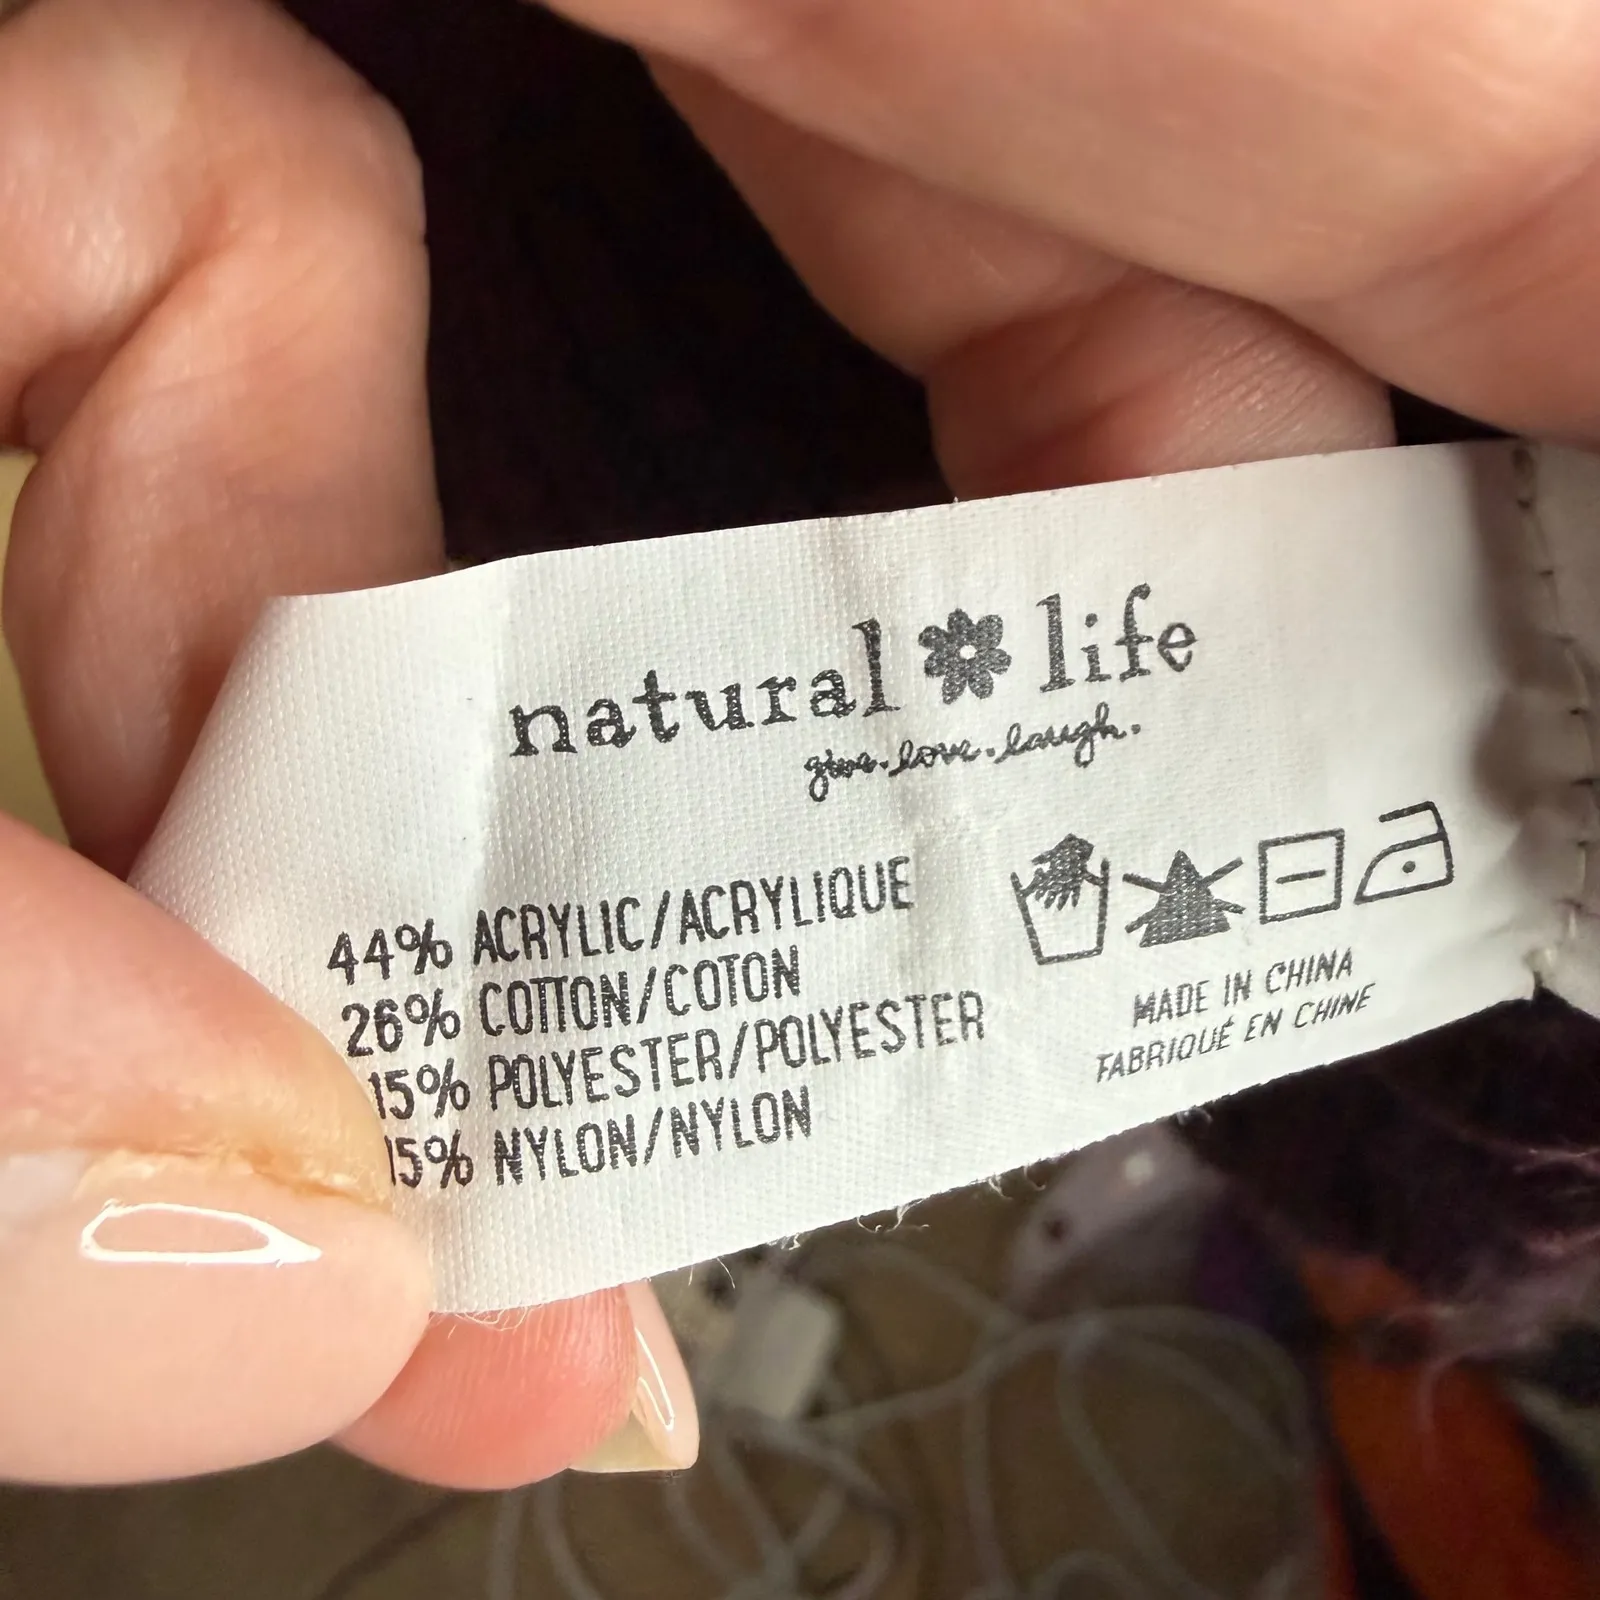 natural life
give.love.laugh.
44% ACRYLIC/ACRYLIQUE
26% COTTON/COTON
15% POLYESTER/POLYESTER
15% NYLON/NYLON
MADE IN CHINA
FABRIQUÉ EN CHINE